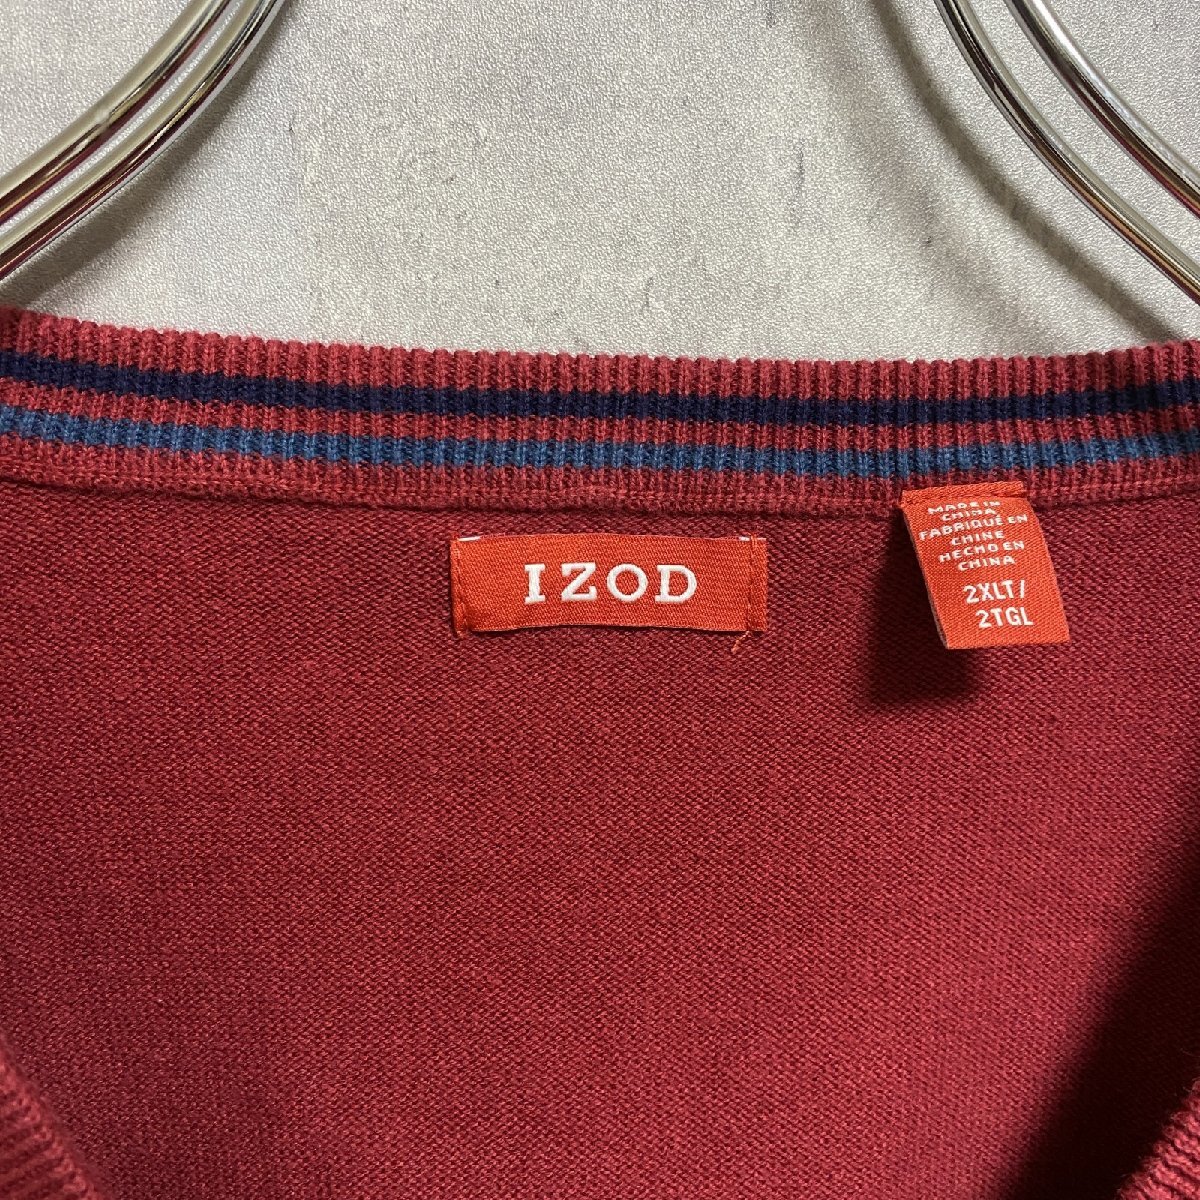 IZOD
MADE IN
CHINA
FABRIQUÉ EN
CHINE
HECHO EN
CHINA
2XLT/
2TGL